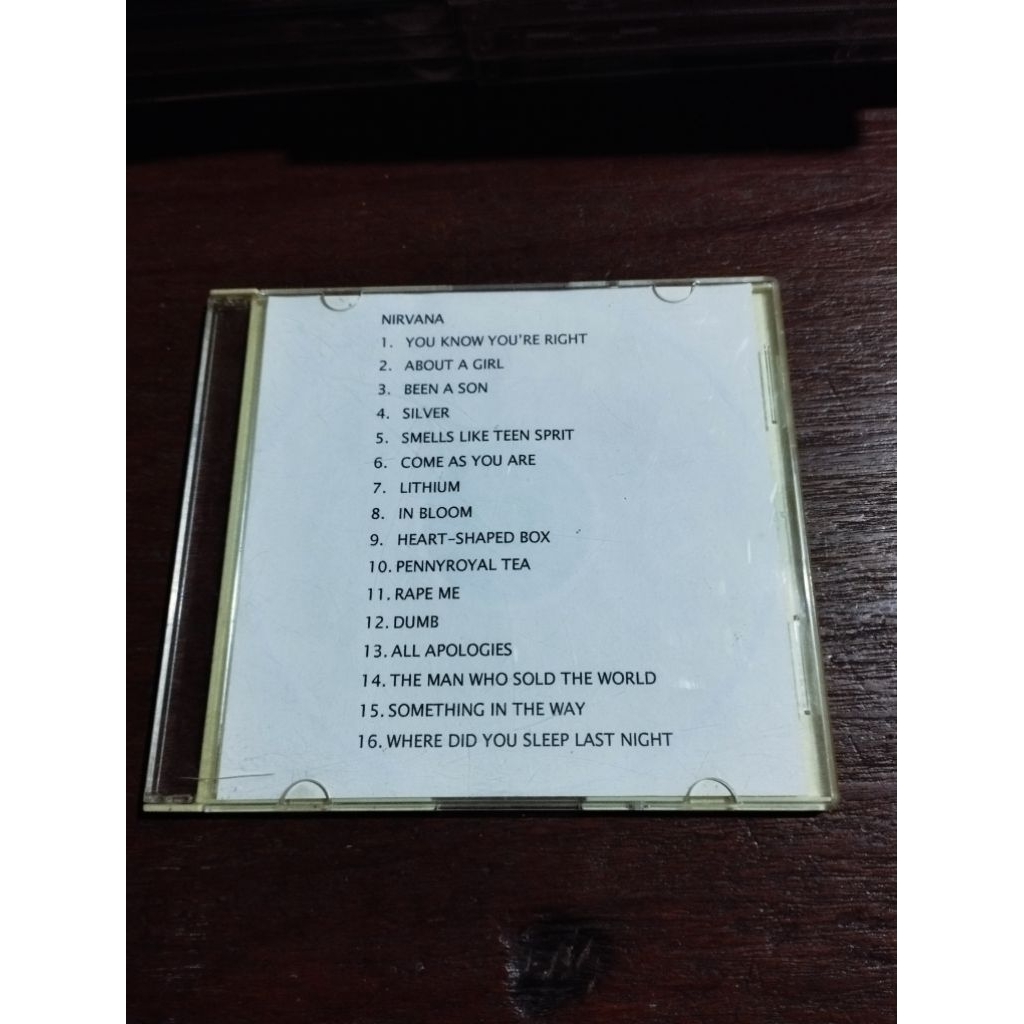 NIRVANA
1. YOU KNOW YOU'RE RIGHT
2. ABOUT A GIRL
3. BEEN A SON
4. SILVER
5. SMELLS LIKE TEEN SPRIT
6. COME AS YOU ARE
7. LITHIUM
8. IN BLOOM
9. HEART-SHAPED BOX
10. PENNYROYAL TEA
11. RAPE ME
12. DUMB
13. ALL APOLOGIES
14. THE MAN WHO SOLD THE WORLD
15. SOMETHING IN THE WAY
16. WHERE DID YOU SLEEP LAST NIGHT